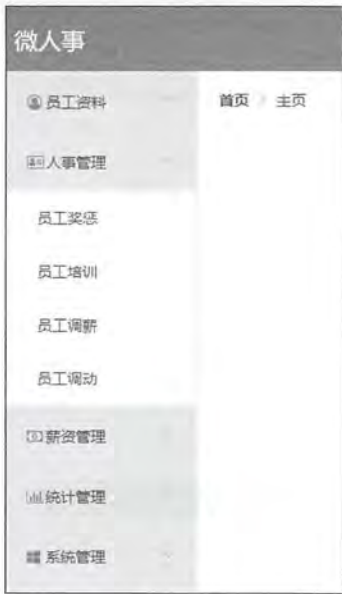 微人事
员工资料
首页 / 主页
人事管理
员工奖惩
员工培训
员工调薪
员工调动
薪资管理
统计管理
系统管理